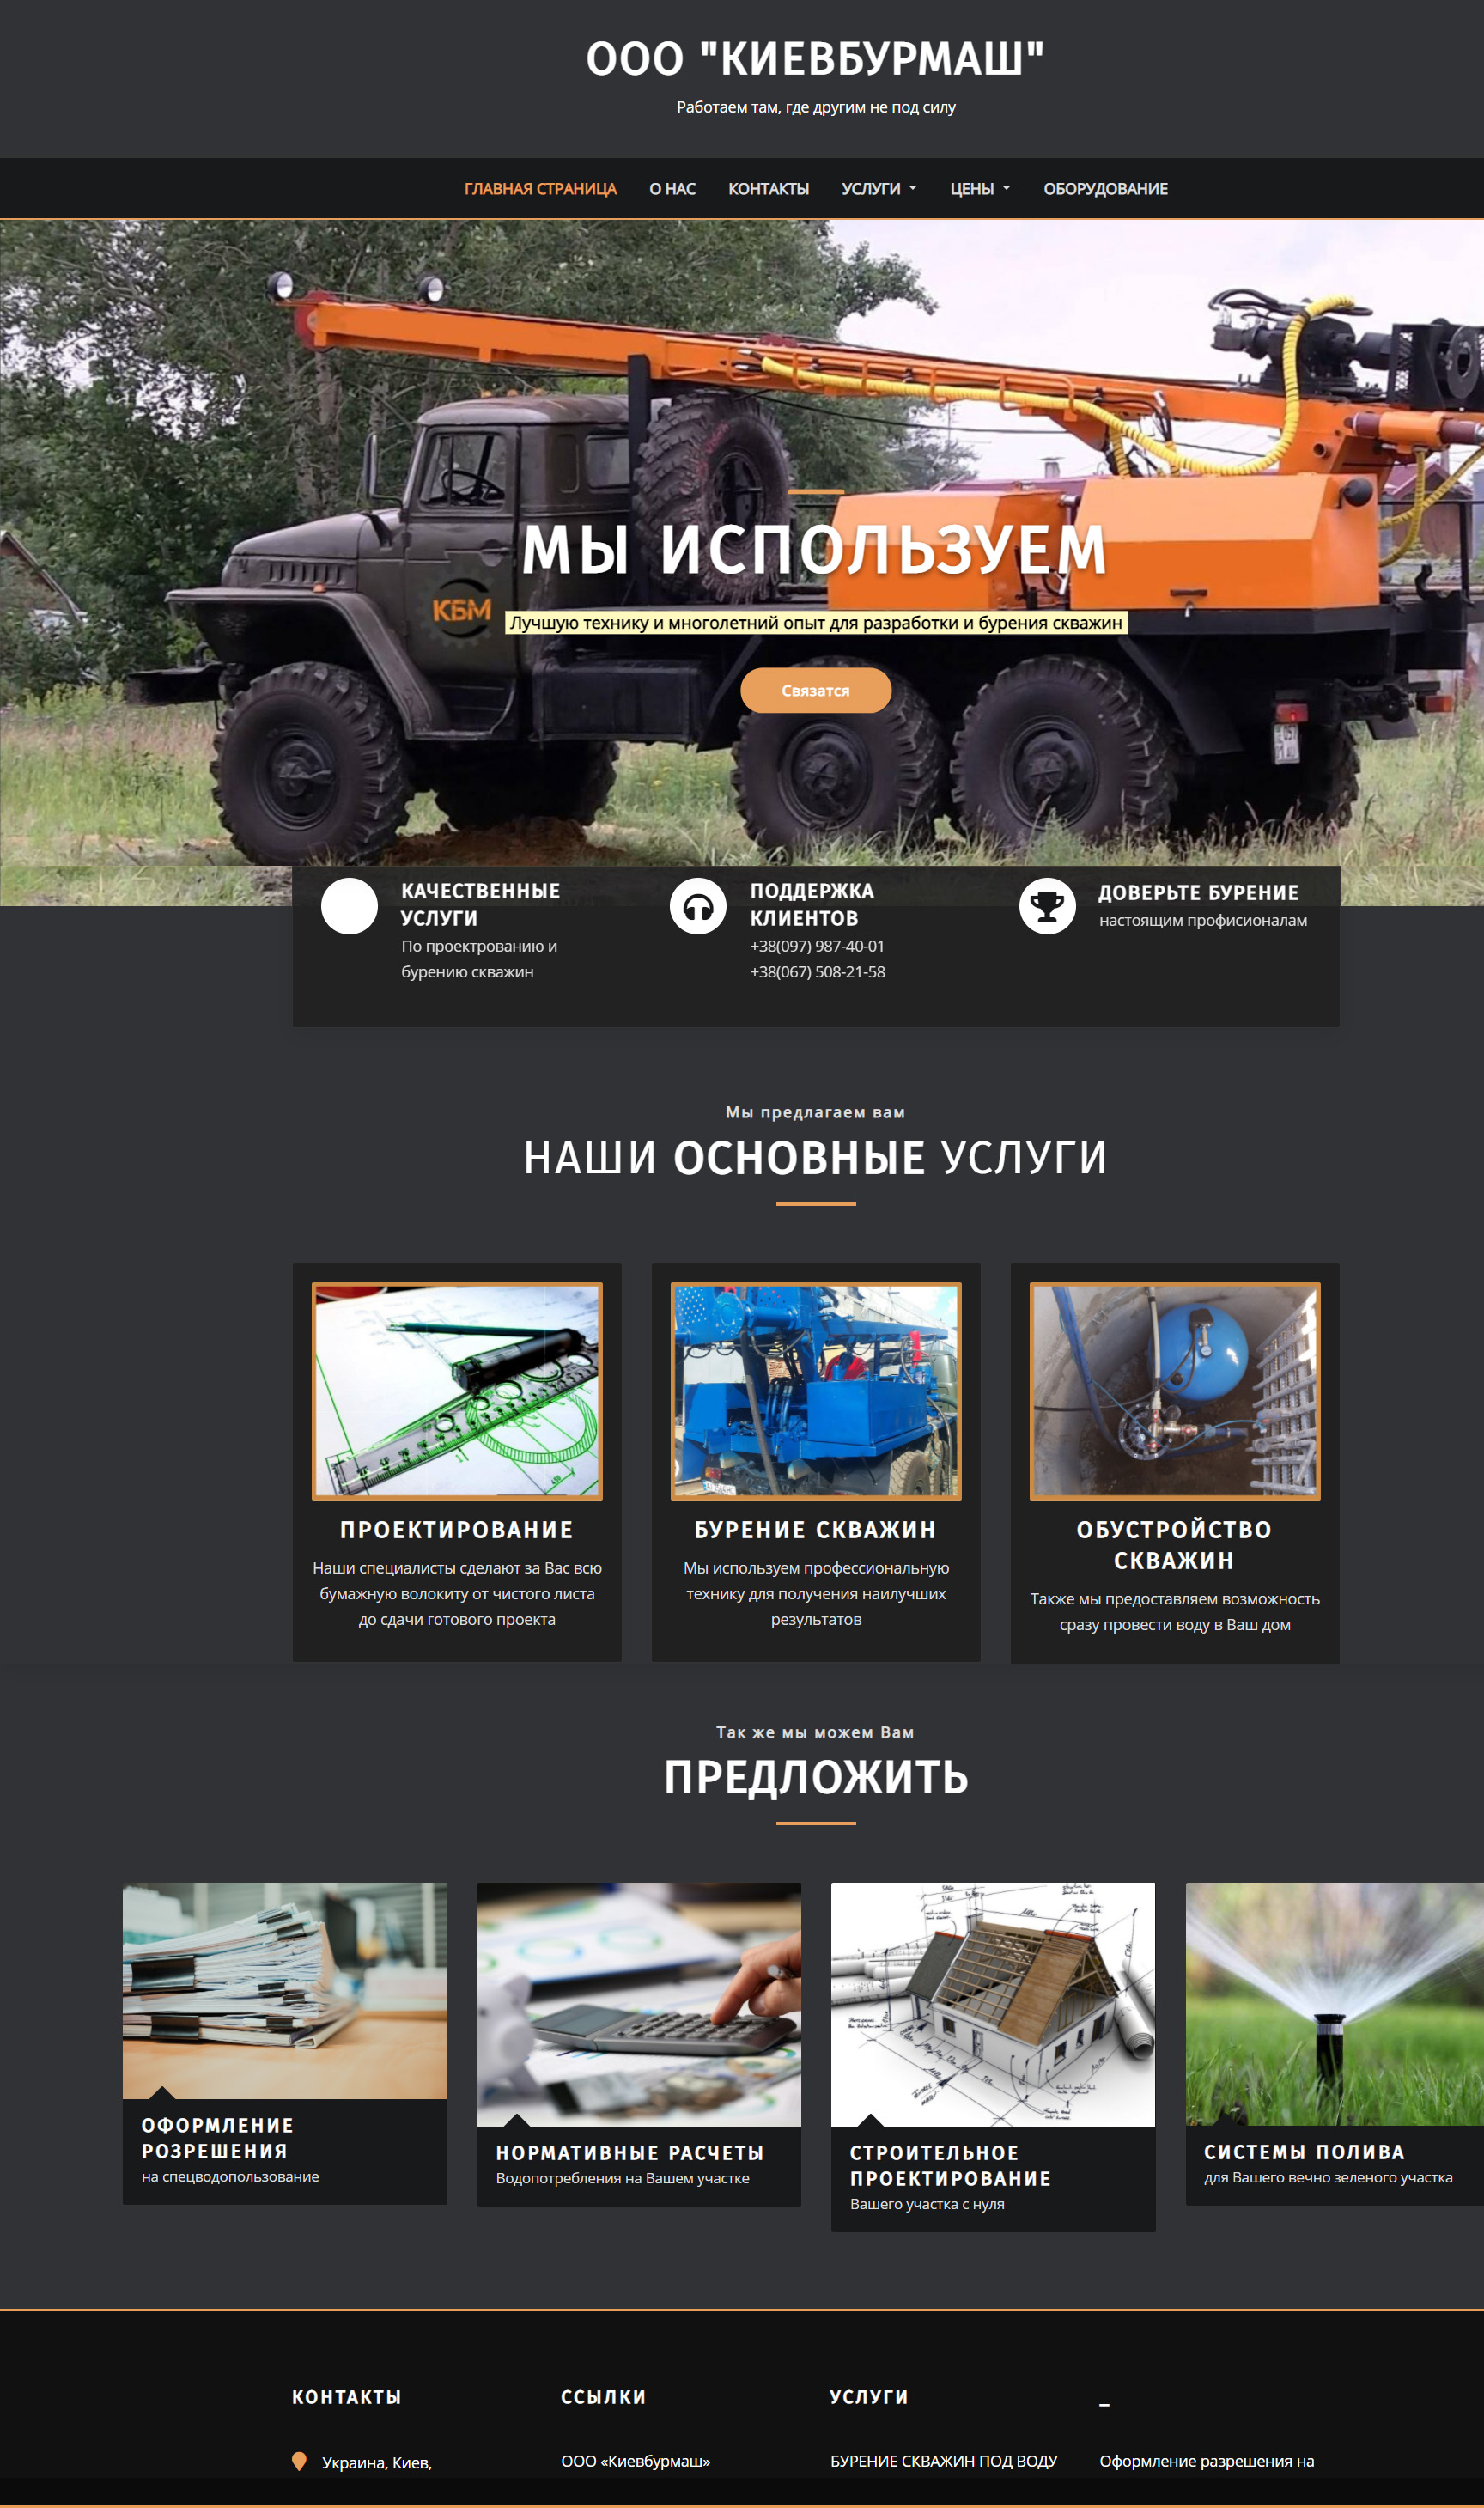 ООО "КИЕВБУРМАШ"
Работаем там, где другим не под силу
ГЛАВНАЯ СТРАНИЦА О НАС КОНТАКТЫ УСЛУГИ ЦЕНЫ ОБОРУДОВАНИЕ
МЫ ИСПОЛЬЗУЕМ
КБМ
Лучшую технику и многолетний опыт для разработки и бурения скважин
Связатся
КАЧЕСТВЕННЫЕ
УСЛУГИ
По проектрованию и
бурению скважин
ПОДДЕРЖКА
КЛИЕНТОВ
+38(097) 987-40-01
+38(067) 508-21-58
ДОВЕРЬТЕ БУРЕНИЕ
настоящим профисионалам
Мы предлагаем вам
НАШИ ОСНОВНЫЕ УСЛУГИ
ПРОЕКТИРОВАНИЕ
Наши специалисты сделают за Вас всю
бумажную волокиту от чистого листа
до сдачи готового проекта
БУРЕНИЕ СКВАЖИН
Мы используем профессиональную
технику для получения наилучших
результатов
ОБУСТРОЙСТВО
СКВАЖИН
Также мы предоставляем возможность
сразу провести воду в Ваш дом
Так же мы можем Вам
ПРЕДЛОЖИТЬ
ОФОРМЛЕНИЕ
РОЗРЕШЕНИЯ
на спецводопользование
НОРМАТИВНЫЕ РАСЧЕТЫ
Водопотребления на Вашем участке
СТРОИТЕЛЬНОЕ
ПРОЕКТИРОВАНИЕ
Вашего участка с нуля
СИСТЕМЫ ПОЛИВА
для Вашего вечно зеленого участка
КОНТАКТЫ
Украина, Киев,
ССЫЛКИ
ООО «Киевбурмаш»
УСЛУГИ
БУРЕНИЕ СКВАЖИН ПОД ВОДУ
_
Оформление разрешения на